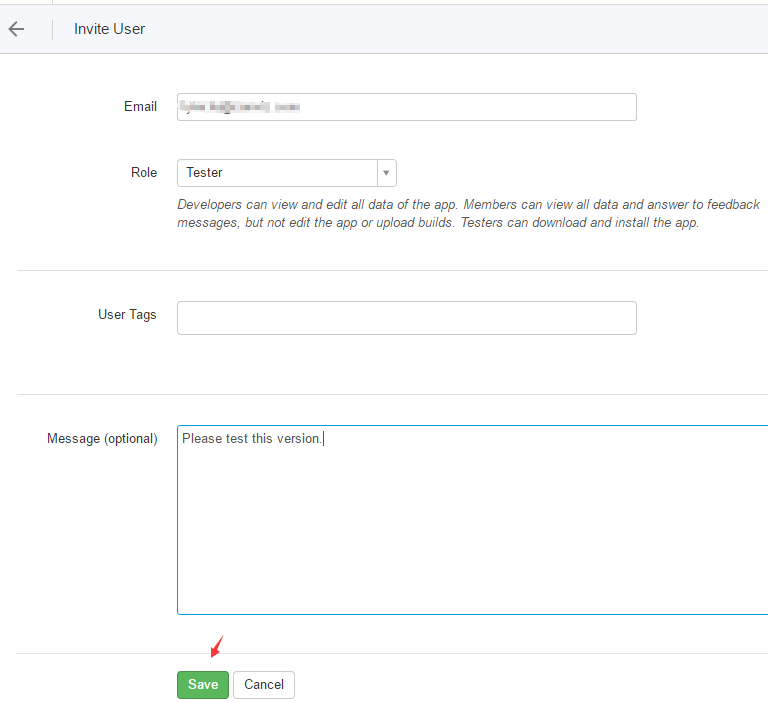 Invite User
Email
Role
Tester
Developers can view and edit all data of the app. Members can view all data and answer to feedback
messages, but not edit the app or upload builds. Testers can download and install the app.
User Tags
Message (optional)
Please test this version.
Save
Cancel